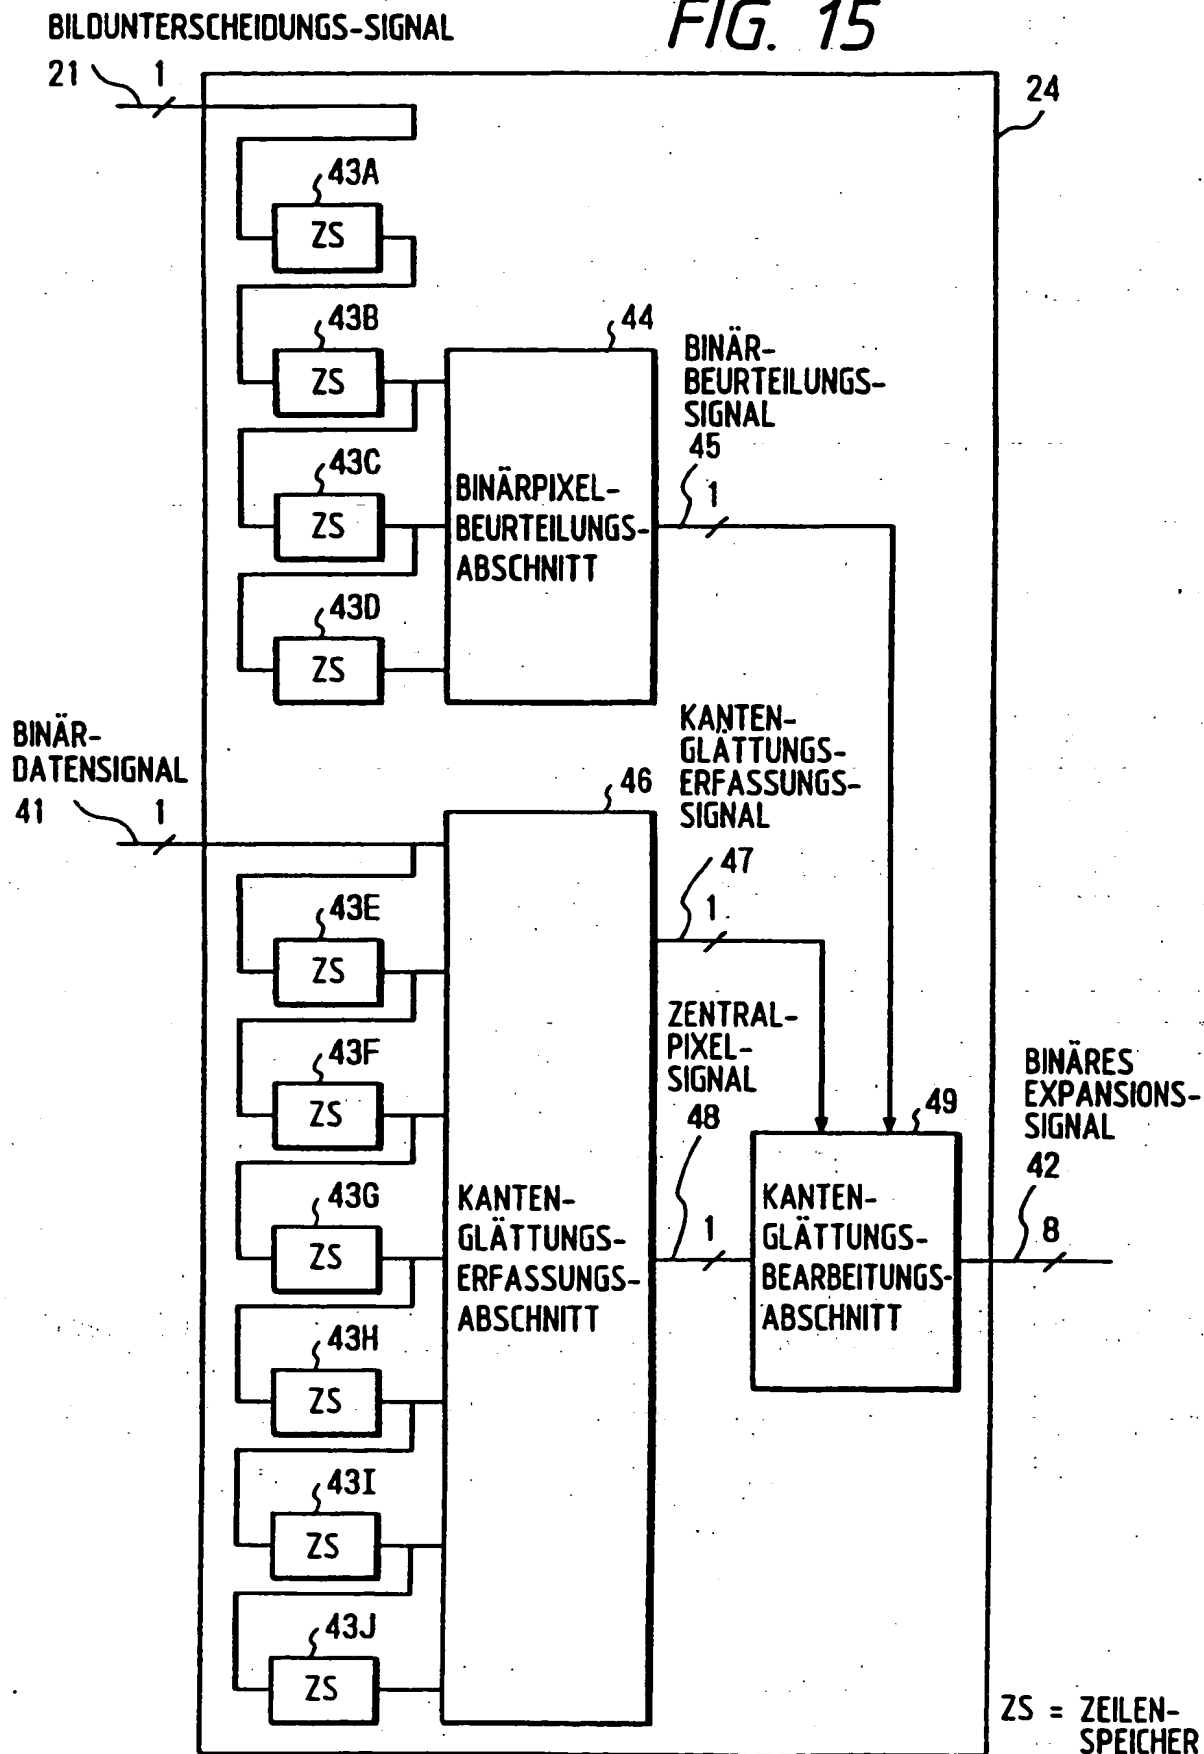 FIG. 15
BILDUNTERSCHEIDUNGS-SIGNAL
21
1
24
43A
ZS
43B
ZS
43C
ZS
43D
ZS
44
BINÄRPIXEL-
BEURTEILUNGS-
ABSCHNITT
BINÄR-
BEURTEILUNGS-
SIGNAL
45
1
BINÄR-
DATENSIGNAL
41
1
43E
ZS
43F
ZS
43G
ZS
43H
ZS
43I
ZS
43J
ZS
46
KANTEN-
GLÄTTUNGS-
ERFASSUNGS-
ABSCHNITT
KANTEN-
GLÄTTUNGS-
ERFASSUNGS-
SIGNAL
47
1
ZENTRAL-
PIXEL-
SIGNAL
48
1
49
KANTEN-
GLÄTTUNGS-
BEARBEITUNGS-
ABSCHNITT
BINÄRES
EXPANSIONS-
SIGNAL
42
8
ZS = ZEILEN-
SPEICHER